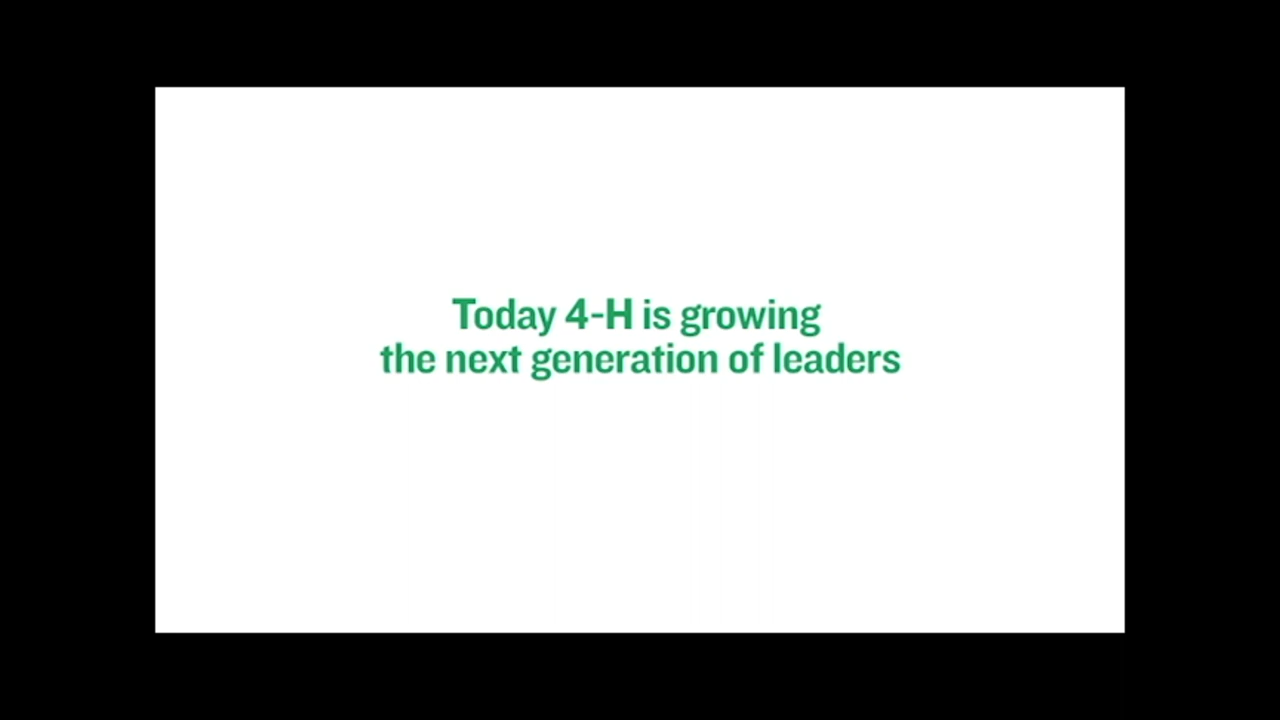 Today 4-H is growing
the next generation of leaders